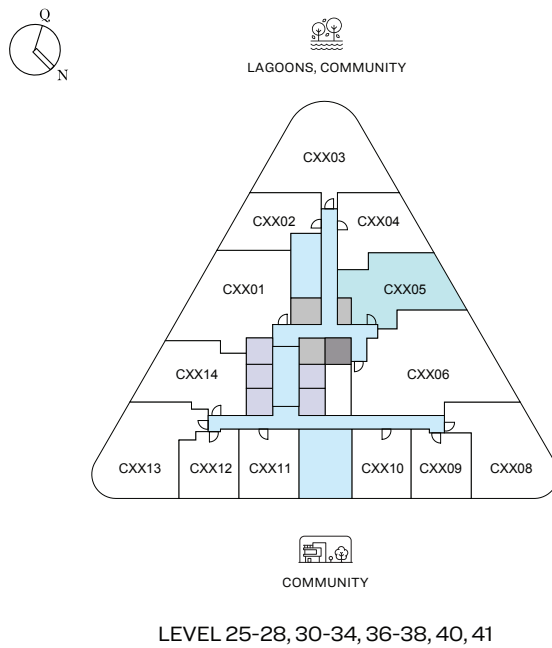 Q
N
LAGOONS, COMMUNITY
CXX03
CXX02
CXX04
CXX01
CXX05
CXX14
CXX06
CXX13
CXX12
CXX11
CXX10
CXX09
CXX08
COMMUNITY
LEVEL 25-28, 30-34, 36-38, 40, 41